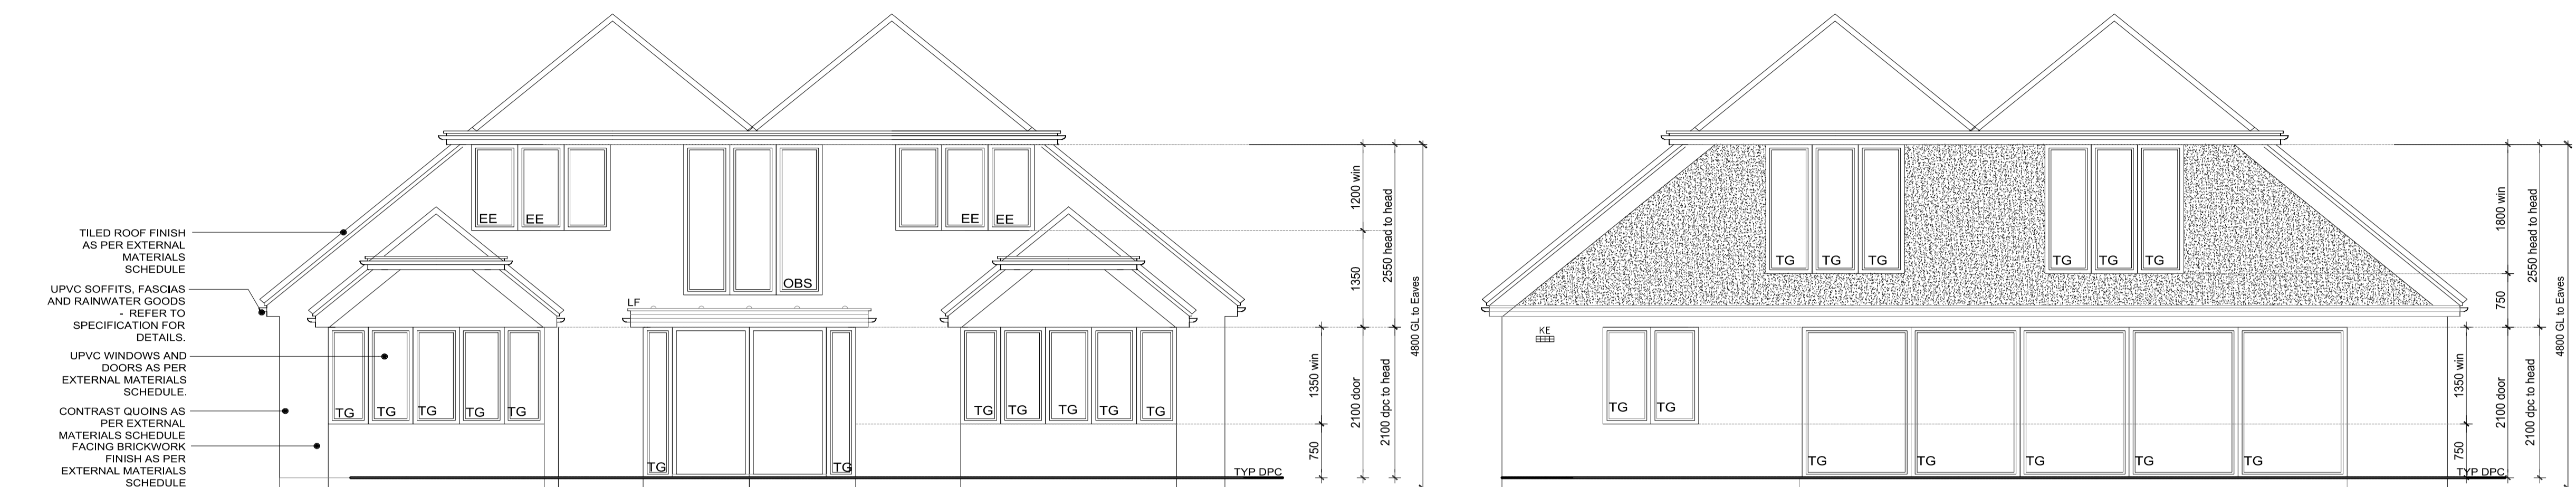 TILED ROOF FINISH
AS PER EXTERNAL
MATERIALS
SCHEDULE
UPVC SOFFITS, FASCIAS
AND RAINWATER GOODS
- REFER TO
SPECIFICATION FOR
DETAILS.
UPVC WINDOWS AND
DOORS AS PER
EXTERNAL MATERIALS
SCHEDULE.
CONTRAST QUOINS AS
PER EXTERNAL
MATERIALS SCHEDULE
FACING BRICKWORK
FINISH AS PER
EXTERNAL MATERIALS
SCHEDULE
EE
EE
OBS
EE
EE
LF
TG
TG
TG
TG
TG
TG
TG
TG
TG
TG
TG
TG
TYP DPC
1350 win
750
1200 win
1350
2100 door
2550 head to head
2100 dpc to head
4800 GL to Eaves
TG
TG
TG
TG
TG
TG
KE
TG
TG
TG
TG
TG
TG
TG
TYP DPC
1350 win
750
1800 win
750
2100 door
2550 head to head
2100 dpc to head
4800 GL to Eaves